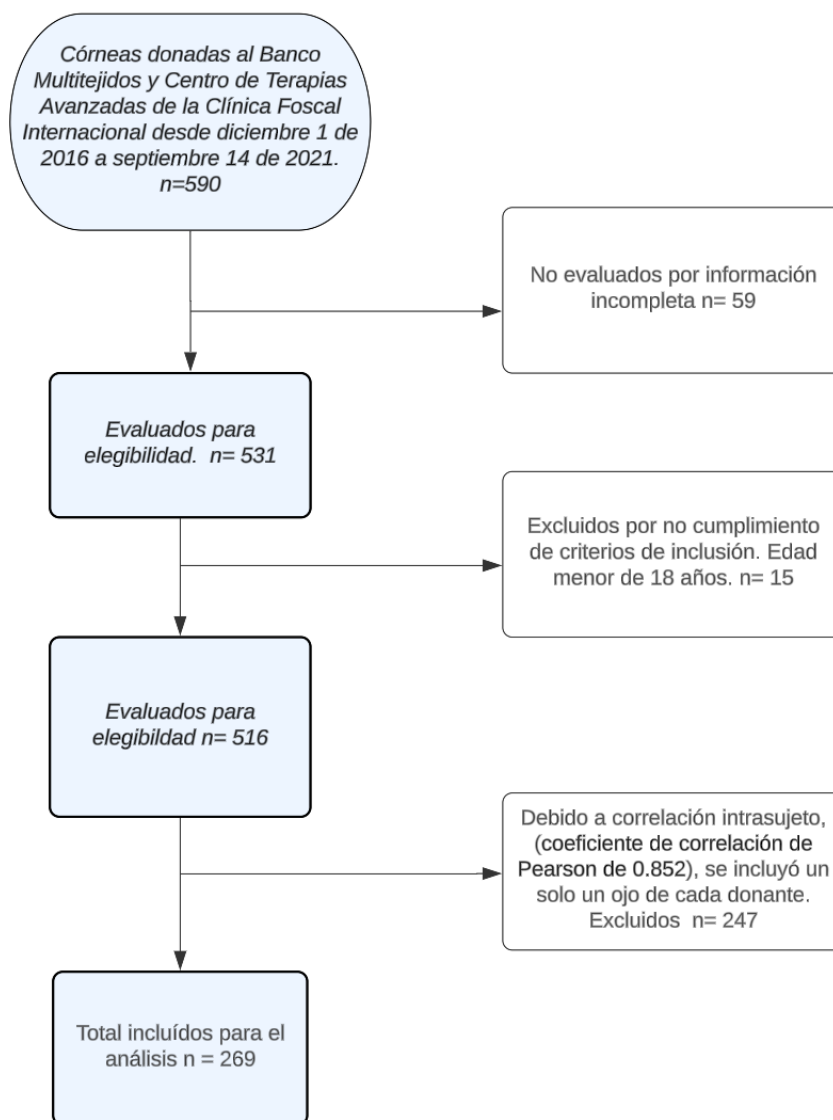 Córneas donadas al Banco
Multitejidos y Centro de Terapias
Avanzadas de la Clínica Foscal
Internacional desde diciembre 1 de
2016 a septiembre 14 de 2021.
n=590
No evaluados por información
incompleta n= 59
Evaluados para
elegibilidad.  n= 531
Excluidos por no cumplimiento
de criterios de inclusión. Edad
menor de 18 años. n= 15
Evaluados para
elegibildad n= 516
Debido a correlación intrasujeto,
(coeficiente de correlación de
Pearson de 0.852), se incluyó un
solo un ojo de cada donante.
Excluidos  n= 247
Total incluídos para el
análisis n = 269